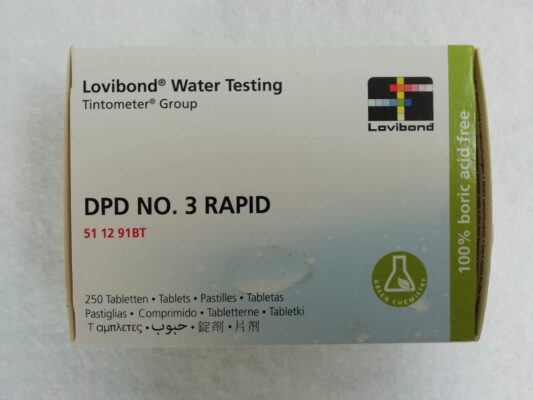 Lovibond® Water Testing
Tintometer® Group
Lovibond
DPD NO. 3 RAPID
51 12 91BT
250 Tabletten • Tablets • Pastilles • Tabletas
Pastiglias • Comprimido • Tabletterne • Tabletki
Τ αμπλετες • حبوب • 錠剤 • 片剂
GREEN CHEMISTRY
100% boric acid free